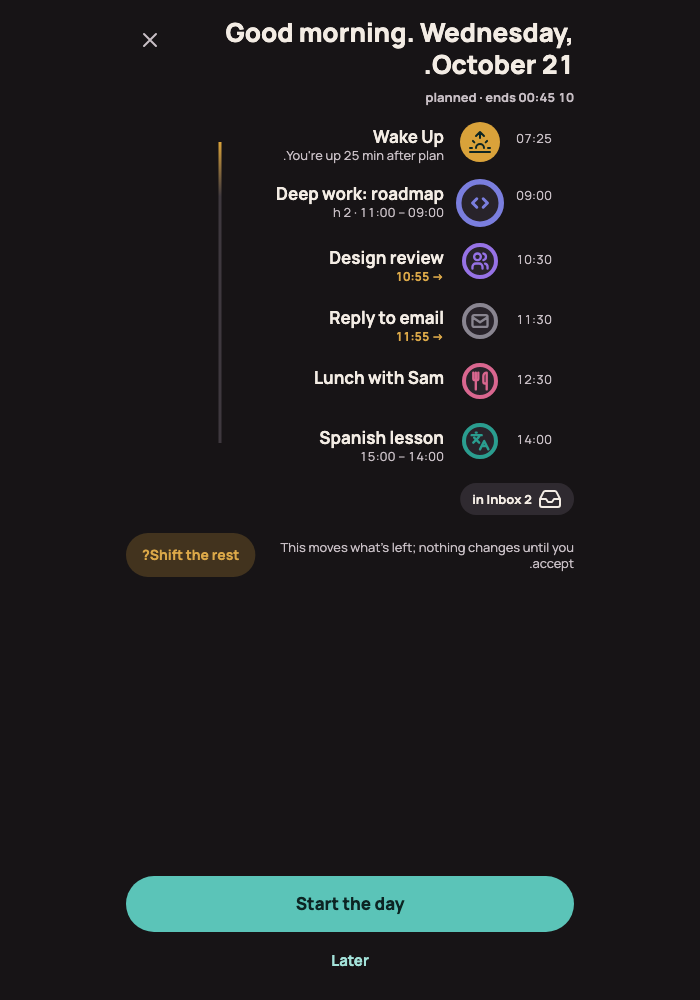 Good morning. Wednesday,
.October 21
planned · ends 00:45 10
07:25
Wake Up
.You're up 25 min after plan
09:00
Deep work: roadmap
h 2 · 11:00 – 09:00
10:30
Design review
10:55 →
11:30
Reply to email
11:55 →
12:30
Lunch with Sam
14:00
Spanish lesson
15:00 – 14:00
in Inbox 2
This moves what's left; nothing changes until you
.accept
?Shift the rest
Start the day
Later